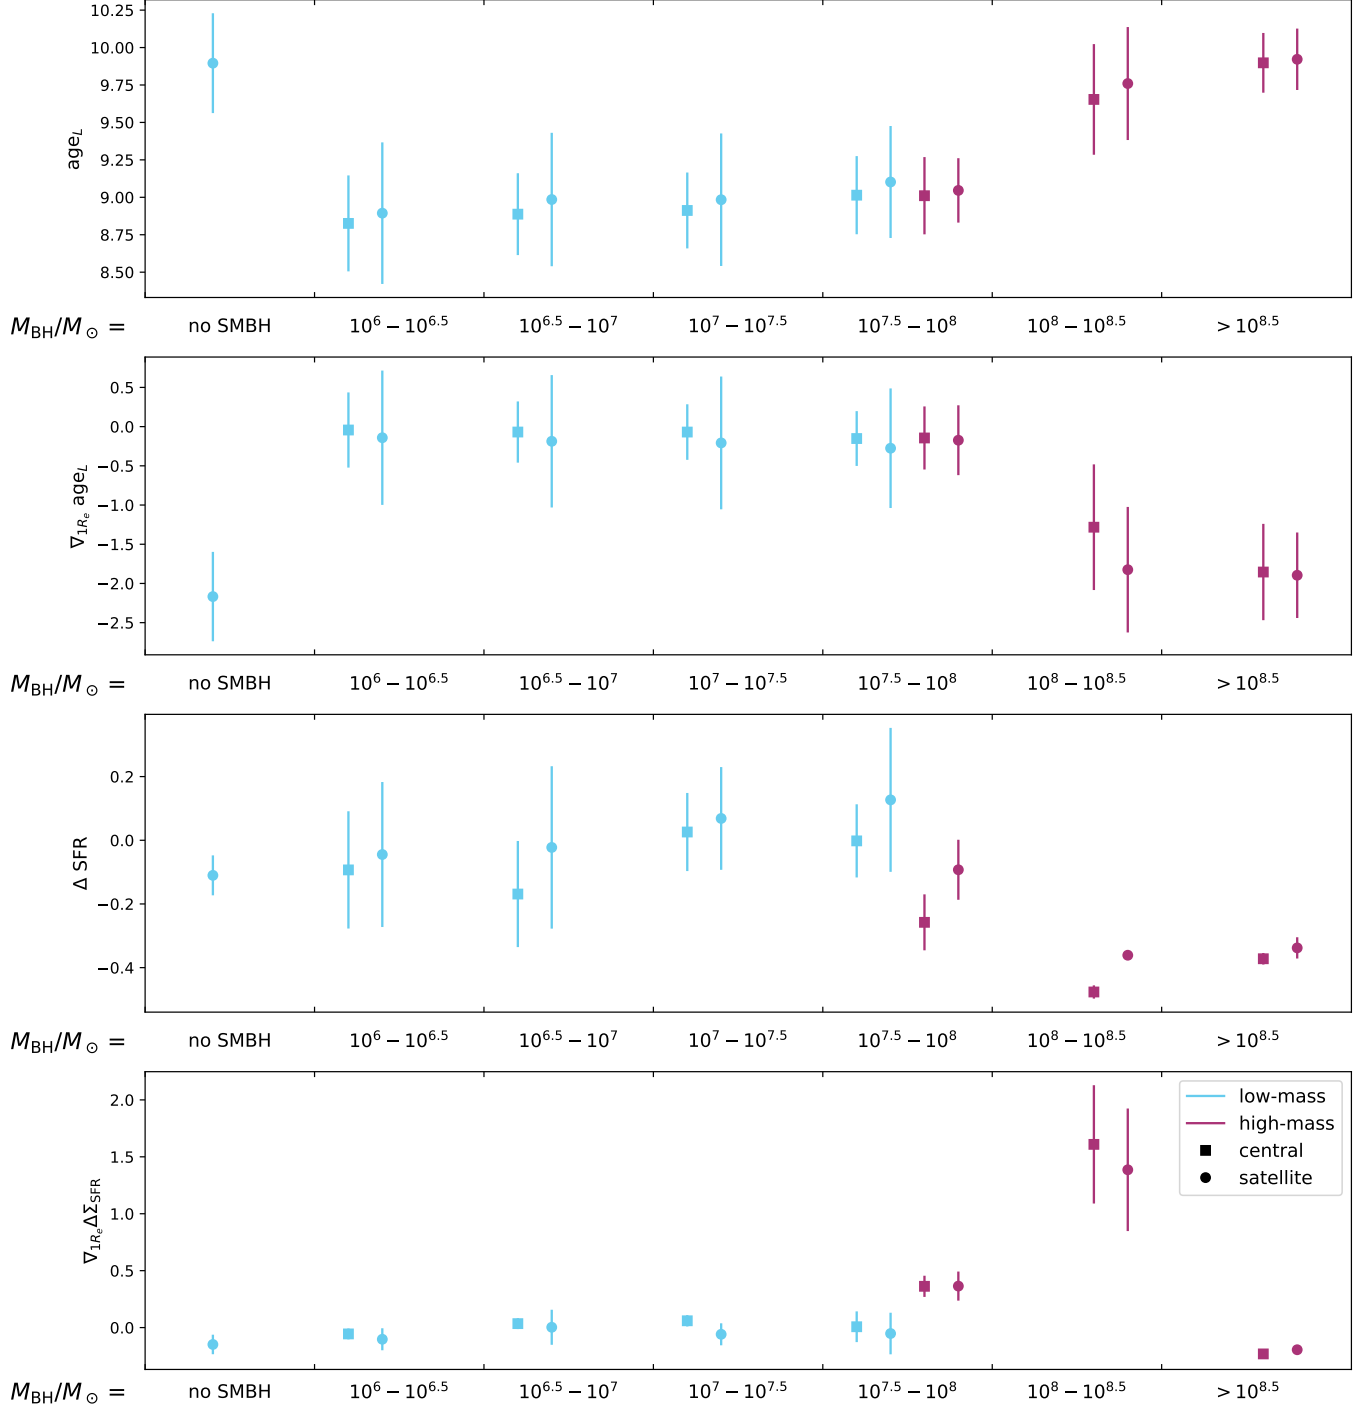 10.25
10.00
9.75
9.50
9.25
9.00
8.75
8.50
age_L
M_BH/M_⊙ = no SMBH 10^6 − 10^6.5 10^6.5 − 10^7 10^7 − 10^7.5 10^7.5 − 10^8 10^8 − 10^8.5 > 10^8.5
0.5
0.0
−0.5
−1.0
−1.5
−2.0
−2.5
∇_1R_e age_L
M_BH/M_⊙ = no SMBH 10^6 − 10^6.5 10^6.5 − 10^7 10^7 − 10^7.5 10^7.5 − 10^8 10^8 − 10^8.5 > 10^8.5
0.2
0.0
−0.2
−0.4
Δ SFR
M_BH/M_⊙ = no SMBH 10^6 − 10^6.5 10^6.5 − 10^7 10^7 − 10^7.5 10^7.5 − 10^8 10^8 − 10^8.5 > 10^8.5
2.0
1.5
1.0
0.5
0.0
∇_1R_e ΔΣ_SFR
low-mass
high-mass
central
satellite
M_BH/M_⊙ = no SMBH 10^6 − 10^6.5 10^6.5 − 10^7 10^7 − 10^7.5 10^7.5 − 10^8 10^8 − 10^8.5 > 10^8.5